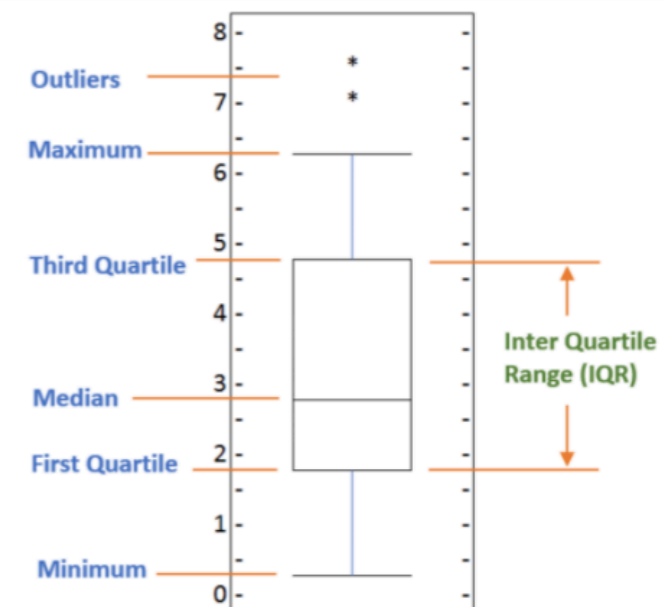 8
*
Outliers
*
7
Maximum
6
5
Third Quartile
4
Inter Quartile
Range (IQR)
3
Median
2
First Quartile
1
Minimum
0